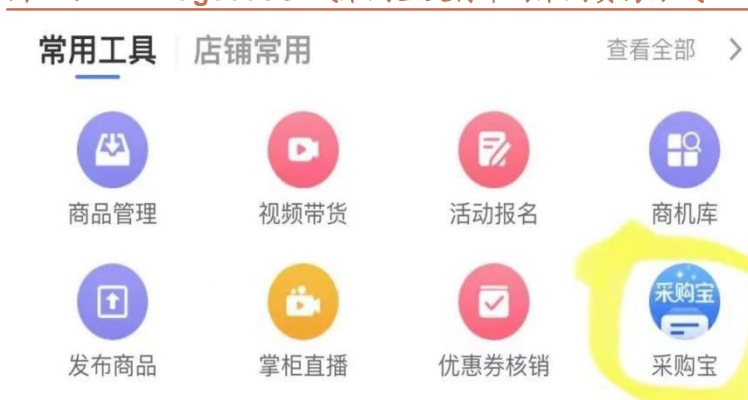 常用工具 店铺常用 查看全部
商品管理 视频带货 活动报名 商机库
采购宝
发布商品 掌柜直播 优惠券核销 采购宝